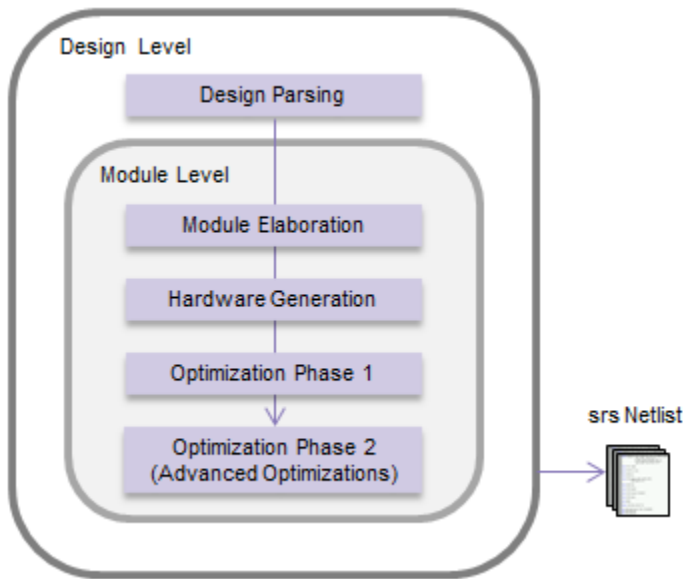 Design Level
Design Parsing
Module Level
Module Elaboration
Hardware Generation
Optimization Phase 1
Optimization Phase 2
(Advanced Optimizations)
srs Netlist